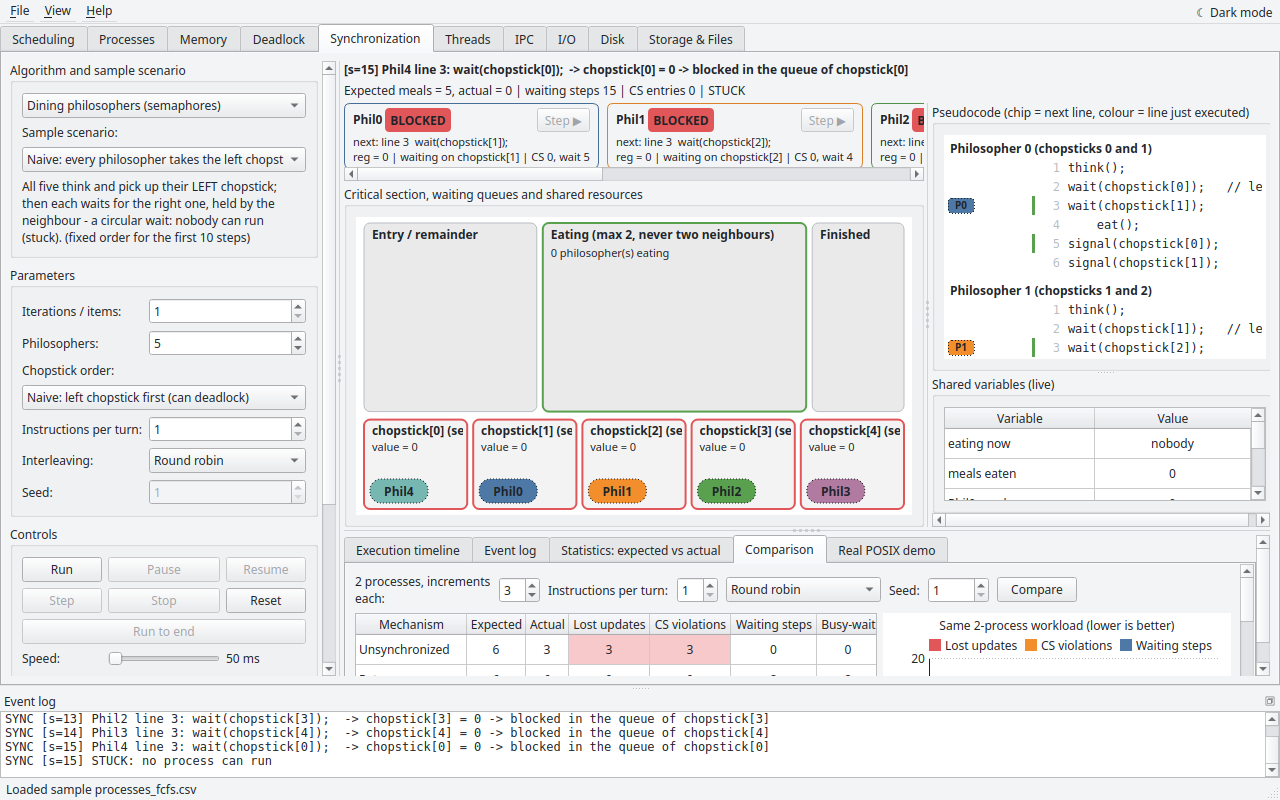 File View Help
Dark mode
Scheduling Processes Memory Deadlock Synchronization Threads IPC I/O Disk Storage & Files
Algorithm and sample scenario
Dining philosophers (semaphores)
Sample scenario:
Naive: every philosopher takes the left chopst
All five think and pick up their LEFT chopstick;
then each waits for the right one, held by the
neighbour - a circular wait: nobody can run
(stuck). (fixed order for the first 10 steps)
Parameters
Iterations / items: 1
Philosophers: 5
Chopstick order:
Naive: left chopstick first (can deadlock)
Instructions per turn: 1
Interleaving: Round robin
Seed: 1
Controls
Run Pause Resume
Step Stop Reset
Run to end
Speed: 50 ms
[s=15] Phil4 line 3: wait(chopstick[0]); -> chopstick[0] = 0 -> blocked in the queue of chopstick[0]
Expected meals = 5, actual = 0 | waiting steps 15 | CS entries 0 | STUCK
Phil0 BLOCKED Step ▶
next: line 3 wait(chopstick[1]);
reg = 0 | waiting on chopstick[1] | CS 0, wait 5
Phil1 BLOCKED Step ▶
next: line 3 wait(chopstick[2]);
reg = 0 | waiting on chopstick[2] | CS 0, wait 4
Phil2 B
next: line
reg = 0 |
Critical section, waiting queues and shared resources
Entry / remainder
Eating (max 2, never two neighbours)
0 philosopher(s) eating
Finished
chopstick[0] (se
value = 0
Phil4
chopstick[1] (se
value = 0
Phil0
chopstick[2] (se
value = 0
Phil1
chopstick[3] (se
value = 0
Phil2
chopstick[4] (se
value = 0
Phil3
Pseudocode (chip = next line, colour = line just executed)
Philosopher 0 (chopsticks 0 and 1)
1 think();
2 wait(chopstick[0]); // le
P0 3 wait(chopstick[1]);
4 eat();
5 signal(chopstick[0]);
6 signal(chopstick[1]);
Philosopher 1 (chopsticks 1 and 2)
1 think();
2 wait(chopstick[1]); // le
P1 3 wait(chopstick[2]);
Shared variables (live)
Variable Value
eating now nobody
meals eaten 0
Execution timeline Event log Statistics: expected vs actual Comparison Real POSIX demo
2 processes, increments
each: 3 Instructions per turn: 1 Round robin Seed: 1 Compare
Mechanism Expected Actual Lost updates CS violations Waiting steps Busy-wait
Unsynchronized 6 3 3 3 0 0
Same 2-process workload (lower is better)
Lost updates CS violations Waiting steps
20
Event log
SYNC [s=13] Phil2 line 3: wait(chopstick[3]); -> chopstick[3] = 0 -> blocked in the queue of chopstick[3]
SYNC [s=14] Phil3 line 3: wait(chopstick[4]); -> chopstick[4] = 0 -> blocked in the queue of chopstick[4]
SYNC [s=15] Phil4 line 3: wait(chopstick[0]); -> chopstick[0] = 0 -> blocked in the queue of chopstick[0]
SYNC [s=15] STUCK: no process can run
Loaded sample processes_fcfs.csv